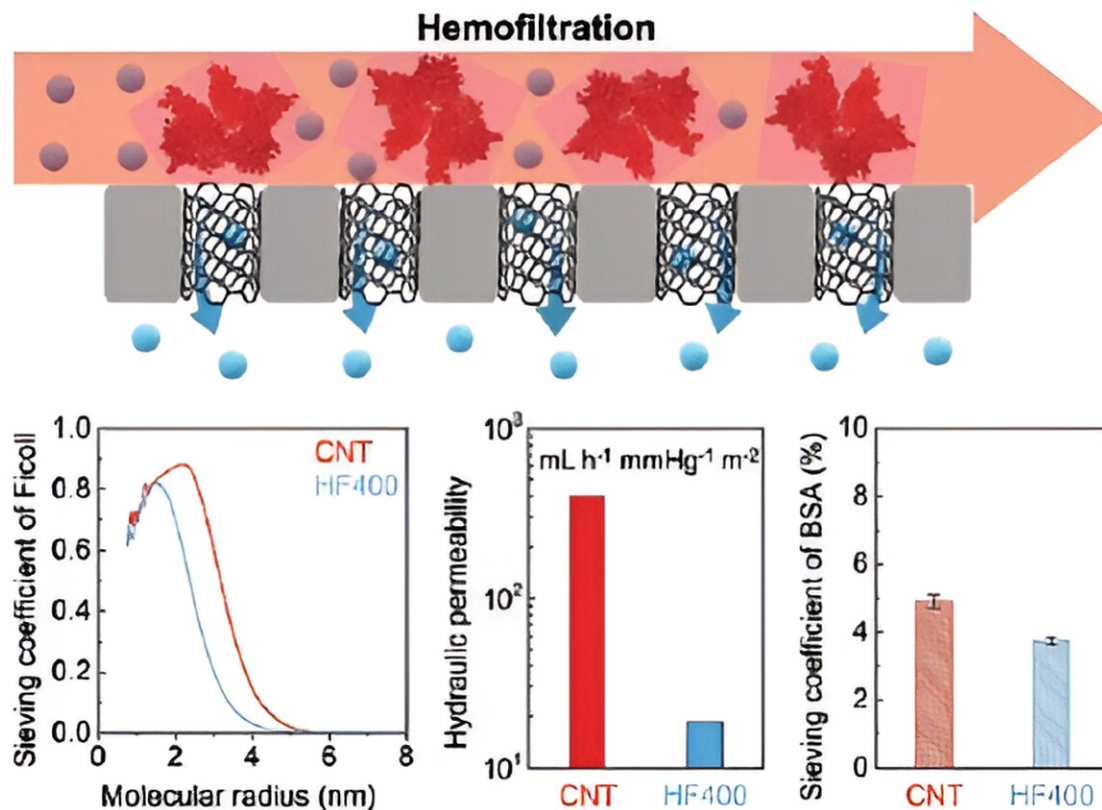 Hemofiltration
Sieving coefficient of Ficoll
1.0
0.8
0.6
0.4
0.2
0.0
0
2
4
6
8
Molecular radius (nm)
CNT
HF400
Hydraulic permeability
10³
10²
10¹
mL h⁻¹ mmHg⁻¹ m⁻²
CNT
HF400
Sieving coefficient of BSA (%)
10
8
6
4
2
0
CNT
HF400